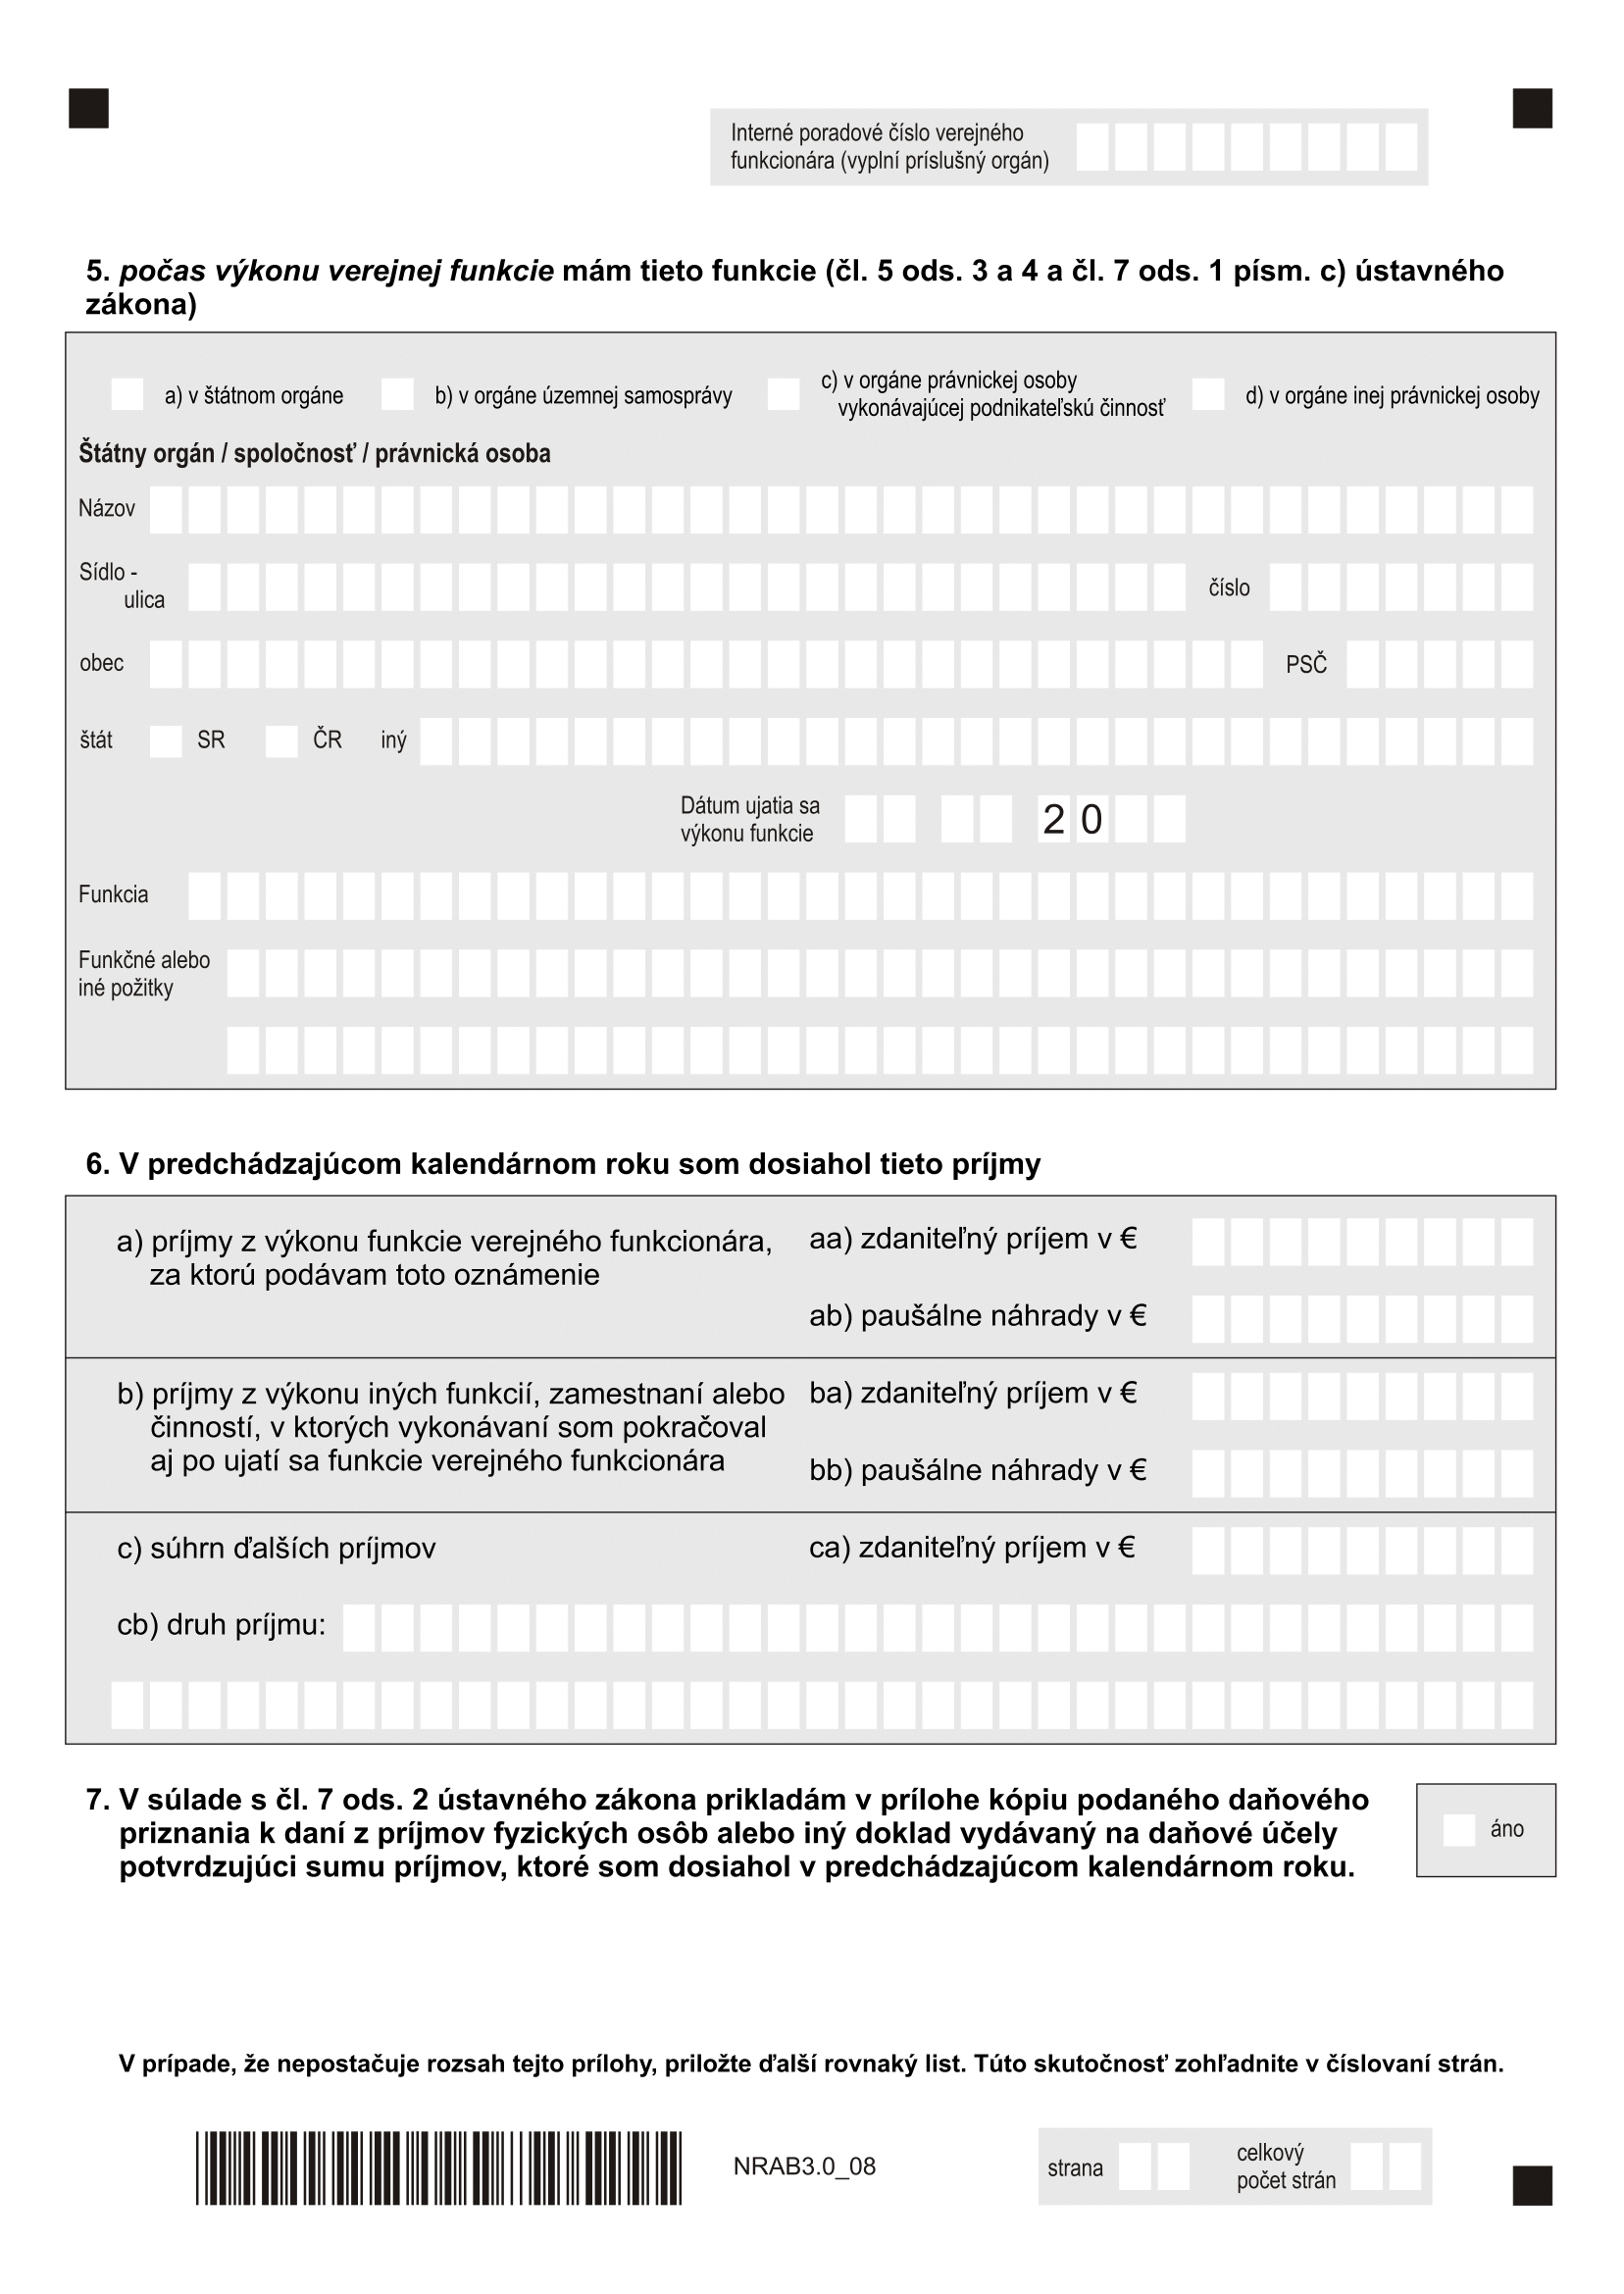 Interné poradové číslo verejného
funkcionára (vyplní príslušný orgán)
5. počas výkonu verejnej funkcie mám tieto funkcie (čl. 5 ods. 3 a 4 a čl. 7 ods. 1 písm. c) ústavného
zákona)
a) v štátnom orgáne
b) v orgáne územnej samosprávy
c) v orgáne právnickej osoby
vykonávajúcej podnikateľskú činnosť
d) v orgáne inej právnickej osoby
Štátny orgán / spoločnosť / právnická osoba
Názov
Sídlo -
ulica
číslo
obec
PSČ
štát SR ČR iný
Dátum ujatia sa
výkonu funkcie
2 0
Funkcia
Funkčné alebo
iné požitky
6. V predchádzajúcom kalendárnom roku som dosiahol tieto príjmy
a) príjmy z výkonu funkcie verejného funkcionára,
za ktorú podávam toto oznámenie
aa) zdaniteľný príjem v €
ab) paušálne náhrady v €
b) príjmy z výkonu iných funkcií, zamestnaní alebo
činností, v ktorých vykonávaní som pokračoval
aj po ujatí sa funkcie verejného funkcionára
ba) zdaniteľný príjem v €
bb) paušálne náhrady v €
c) súhrn ďalších príjmov
ca) zdaniteľný príjem v €
cb) druh príjmu:
7. V súlade s čl. 7 ods. 2 ústavného zákona prikladám v prílohe kópiu podaného daňového
priznania k daní z príjmov fyzických osôb alebo iný doklad vydávaný na daňové účely
potvrdzujúci sumu príjmov, ktoré som dosiahol v predchádzajúcom kalendárnom roku.
áno
V prípade, že nepostačuje rozsah tejto prílohy, priložte ďalší rovnaký list. Túto skutočnosť zohľadnite v číslovaní strán.
NRAB3.0_08
strana
celkový
počet strán